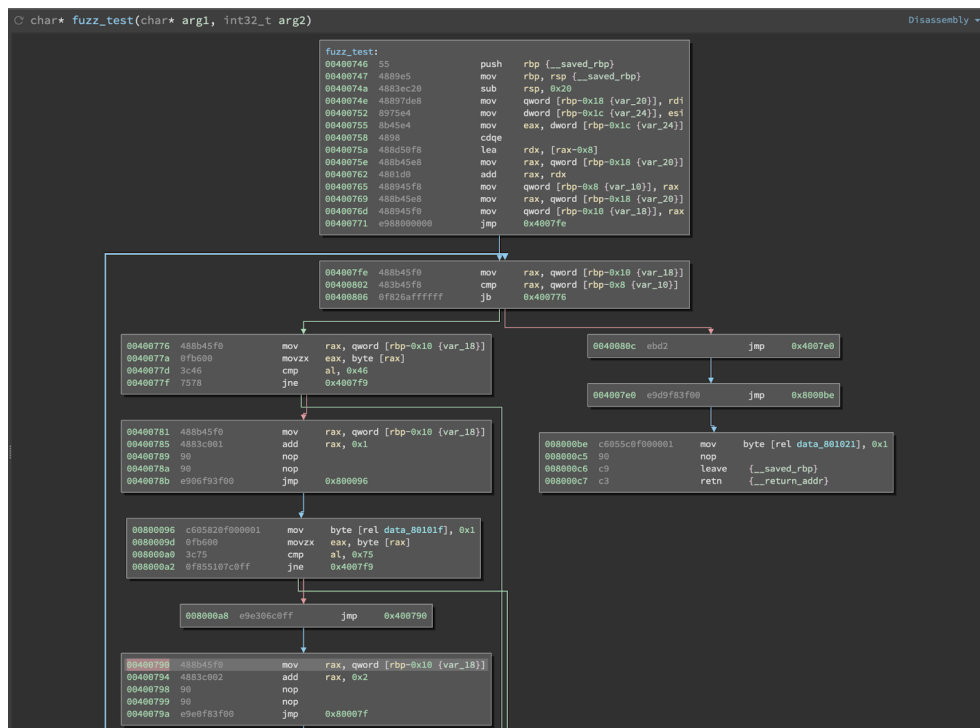 char* fuzz_test(char* arg1, int32_t arg2)
Disassembly
fuzz_test:
00400746 55 push rbp {__saved_rbp}
00400747 4889e5 mov rbp, rsp {__saved_rbp}
0040074a 4883ec20 sub rsp, 0x20
0040074e 48897de8 mov qword [rbp-0x18 {var_20}], rdi
00400752 8975e4 mov dword [rbp-0x1c {var_24}], esi
00400755 8b45e4 mov eax, dword [rbp-0x1c {var_24}]
00400758 4898 cdqe
0040075a 488d50f8 lea rdx, [rax-0x8]
0040075e 488b45e8 mov rax, qword [rbp-0x18 {var_20}]
00400762 4801d0 add rax, rdx
00400765 488945f8 mov qword [rbp-0x8 {var_10}], rax
00400769 488b45e8 mov rax, qword [rbp-0x18 {var_20}]
0040076d 488945f0 mov qword [rbp-0x10 {var_18}], rax
00400771 e988000000 jmp 0x4007fe
004007fe 488b45f0 mov rax, qword [rbp-0x10 {var_18}]
00400802 483b45f8 cmp rax, qword [rbp-0x8 {var_10}]
00400806 0f826affffff jb 0x400776
00400776 488b45f0 mov rax, qword [rbp-0x10 {var_18}]
0040077a 0fb600 movzx eax, byte [rax]
0040077d 3c46 cmp al, 0x46
0040077f 7578 jne 0x4007f9
0040080c ebd2 jmp 0x4007e0
004007e0 e9d9f83f00 jmp 0x8000be
00400781 488b45f0 mov rax, qword [rbp-0x10 {var_18}]
00400785 4883c001 add rax, 0x1
00400789 90 nop
0040078a 90 nop
0040078b e906f93f00 jmp 0x800096
008000be c6055c0f000001 mov byte [rel data_801021], 0x1
008000c5 90 nop
008000c6 c9 leave {__saved_rbp}
008000c7 c3 retn {__return_addr}
00800096 c605820f000001 mov byte [rel data_80101f], 0x1
0080009d 0fb600 movzx eax, byte [rax]
008000a0 3c75 cmp al, 0x75
008000a2 0f855107c0ff jne 0x4007f9
008000a8 e9e306c0ff jmp 0x400790
00400790 488b45f0 mov rax, qword [rbp-0x10 {var_18}]
00400794 4883c002 add rax, 0x2
00400798 90 nop
00400799 90 nop
0040079a e9e0f83f00 jmp 0x80007f